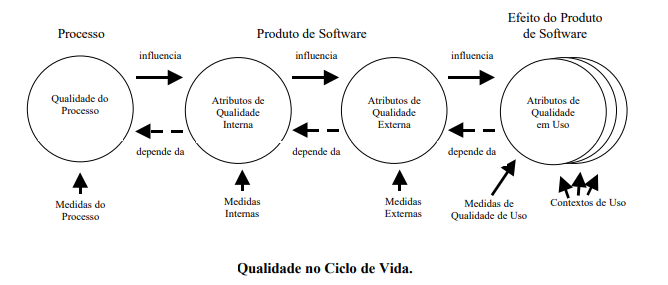 Processo
Produto de Software
Efeito do Produto
de Software
influencia
influencia
influencia
Qualidade do
Processo
Atributos de
Qualidade
Interna
Atributos de
Qualidade
Externa
Atributos de
Qualidade
em Uso
depende da
depende da
depende da
Medidas do
Processo
Medidas
Internas
Medidas
Externas
Medidas de
Qualidade de Uso
Contextos de Uso
Qualidade no Ciclo de Vida.